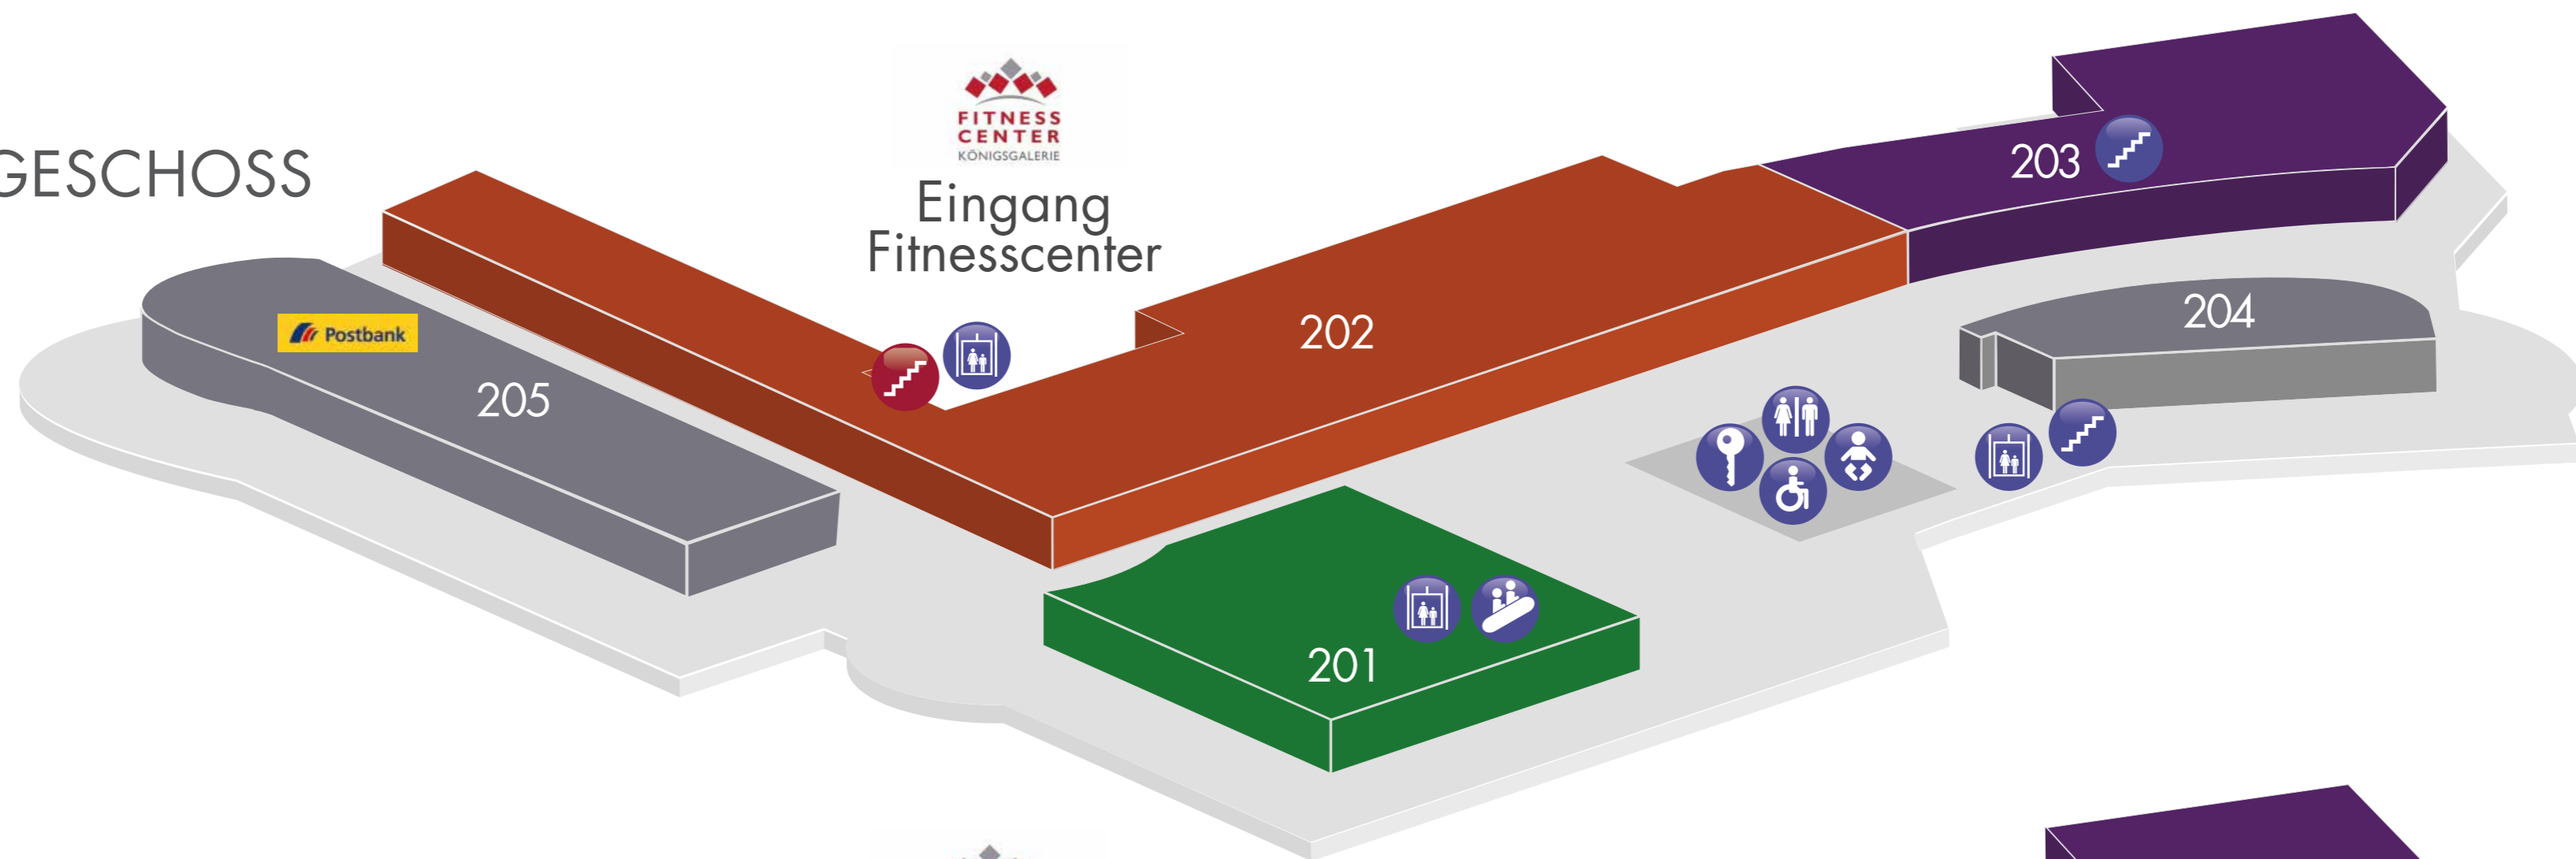 GESCHOSS
FITNESS
CENTER
KÖNIGSGALERIE
Eingang
Fitnesscenter
203
204
202
Postbank
205
201